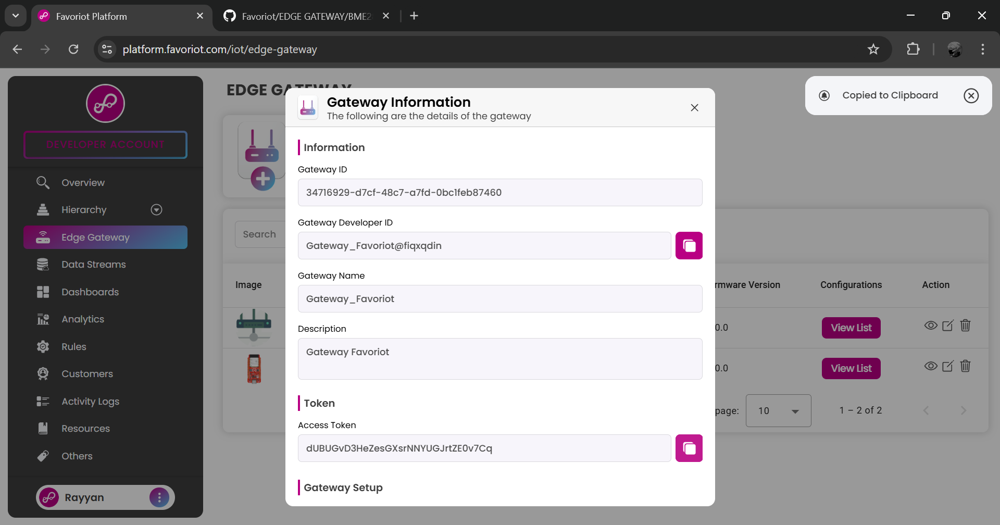 Favoriot Platform
Favoriot/EDGE GATEWAY/BME2
platform.favoriot.com/iot/edge-gateway
DEVELOPER ACCOUNT
Overview
Hierarchy
Edge Gateway
Data Streams
Dashboards
Analytics
Rules
Customers
Activity Logs
Resources
Others
Rayyan
EDGE GATEWAY
Copied to Clipboard
Gateway Information
The following are the details of the gateway
Information
Gateway ID
34716929-d7cf-48c7-a7fd-0bc1feb87460
Gateway Developer ID
Gateway_Favoriot@fiqxqdin
Gateway Name
Gateway_Favoriot
Description
Gateway Favoriot
Token
Access Token
dUBUGvD3HeZesGXsrNNYUGJrtZE0v7Cq
Gateway Setup
Search
Image
rmware Version
Configurations
Action
0.0
View List
0.0
View List
page:
10
1 – 2 of 2